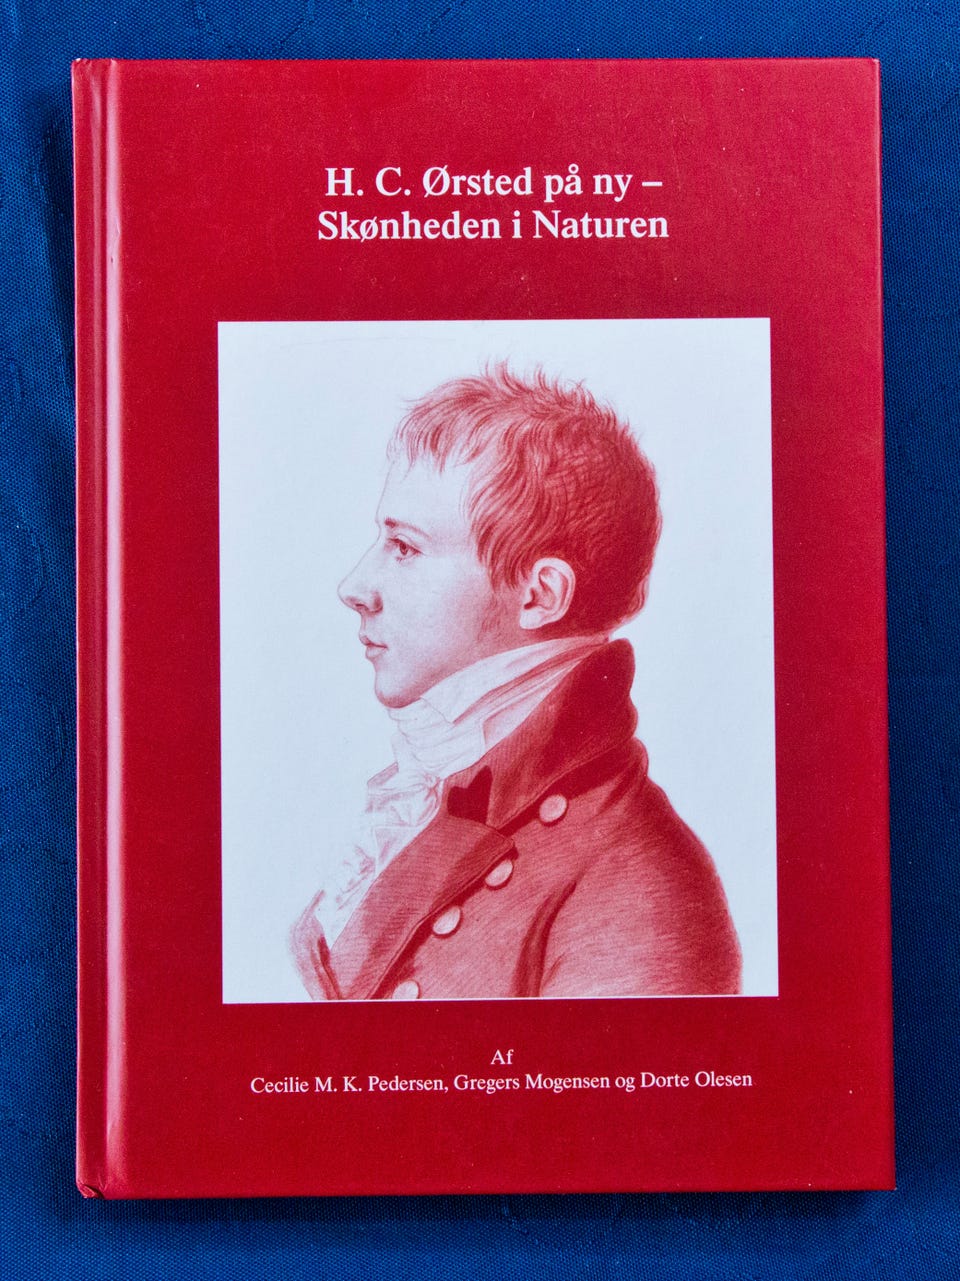 H. C. Ørsted på ny –
Skønheden i Naturen
Af
Cecilie M. K. Pedersen, Gregers Mogensen og Dorte Olesen